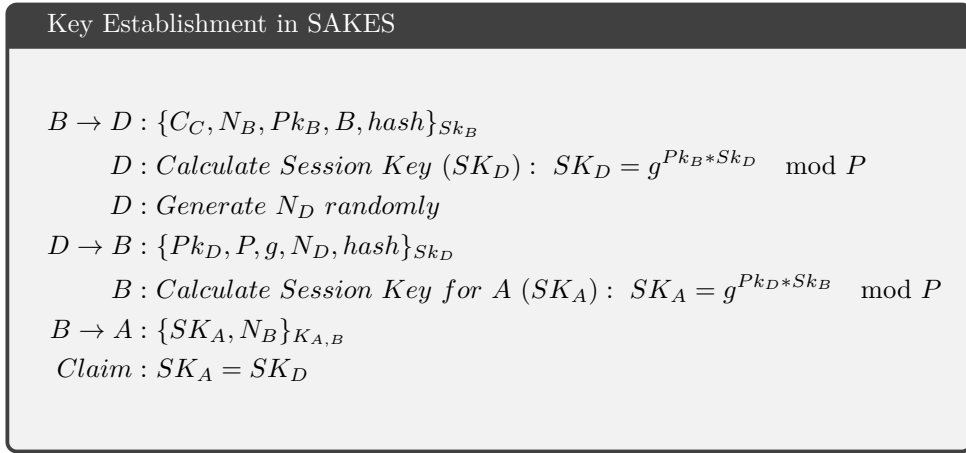 Key Establishment in SAKES
B → D : {C_C, N_B, Pk_B, B, hash}_{Sk_B}
D : Calculate Session Key (SK_D) : SK_D = g^{Pk_B*Sk_D} mod P
D : Generate N_D randomly
D → B : {Pk_D, P, g, N_D, hash}_{Sk_D}
B : Calculate Session Key for A (SK_A) : SK_A = g^{Pk_D*Sk_B} mod P
B → A : {SK_A, N_B}_{K_{A,B}}
Claim : SK_A = SK_D